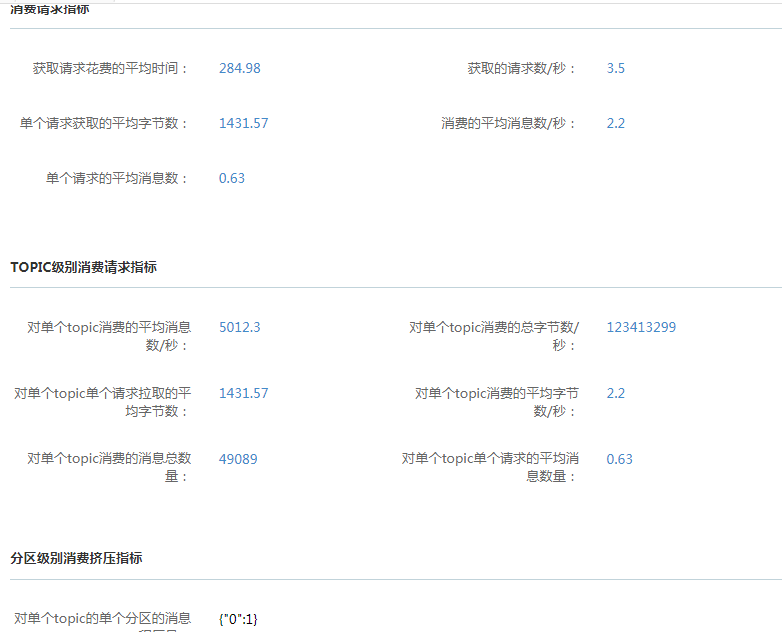 消费请求指标
获取请求花费的平均时间： 284.98 获取的请求数/秒： 3.5
单个请求获取的平均字节数： 1431.57 消费的平均消息数/秒： 2.2
单个请求的平均消息数： 0.63
TOPIC级别消费请求指标
对单个topic消费的平均消息 5012.3 对单个topic消费的总字节数/ 123413299
数/秒： 秒：
对单个topic单个请求拉取的平 1431.57 对单个topic消费的平均字节 2.2
均字节数： 数/秒：
对单个topic消费的消息总数 49089 对单个topic单个请求的平均消 0.63
量： 息数量：
分区级别消费挤压指标
对单个topic的单个分区的消息 {"0":1}